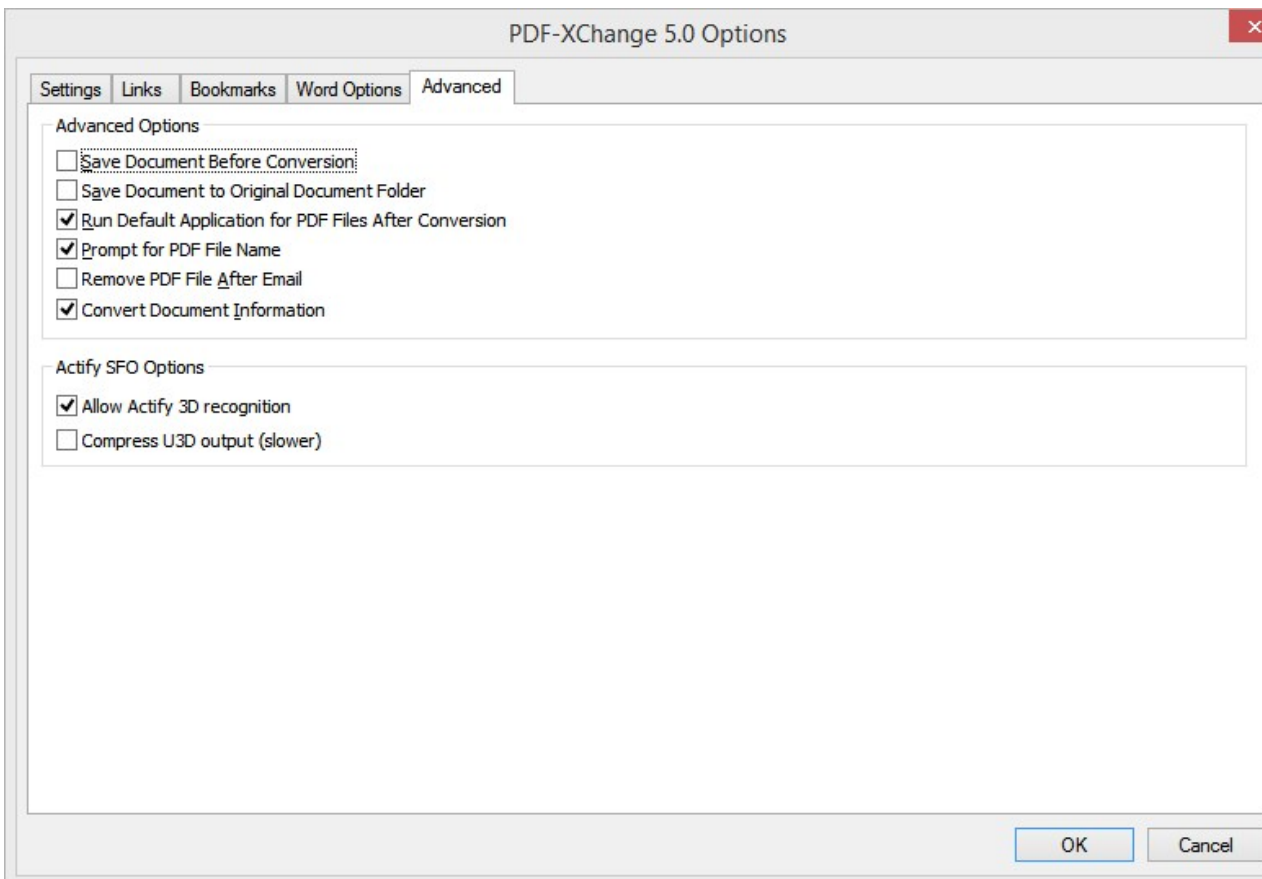 PDF-XChange 5.0 Options
Settings Links Bookmarks Word Options Advanced
Advanced Options
Save Document Before Conversion
Save Document to Original Document Folder
Run Default Application for PDF Files After Conversion
Prompt for PDF File Name
Remove PDF File After Email
Convert Document Information
Actify SFO Options
Allow Actify 3D recognition
Compress U3D output (slower)
OK Cancel